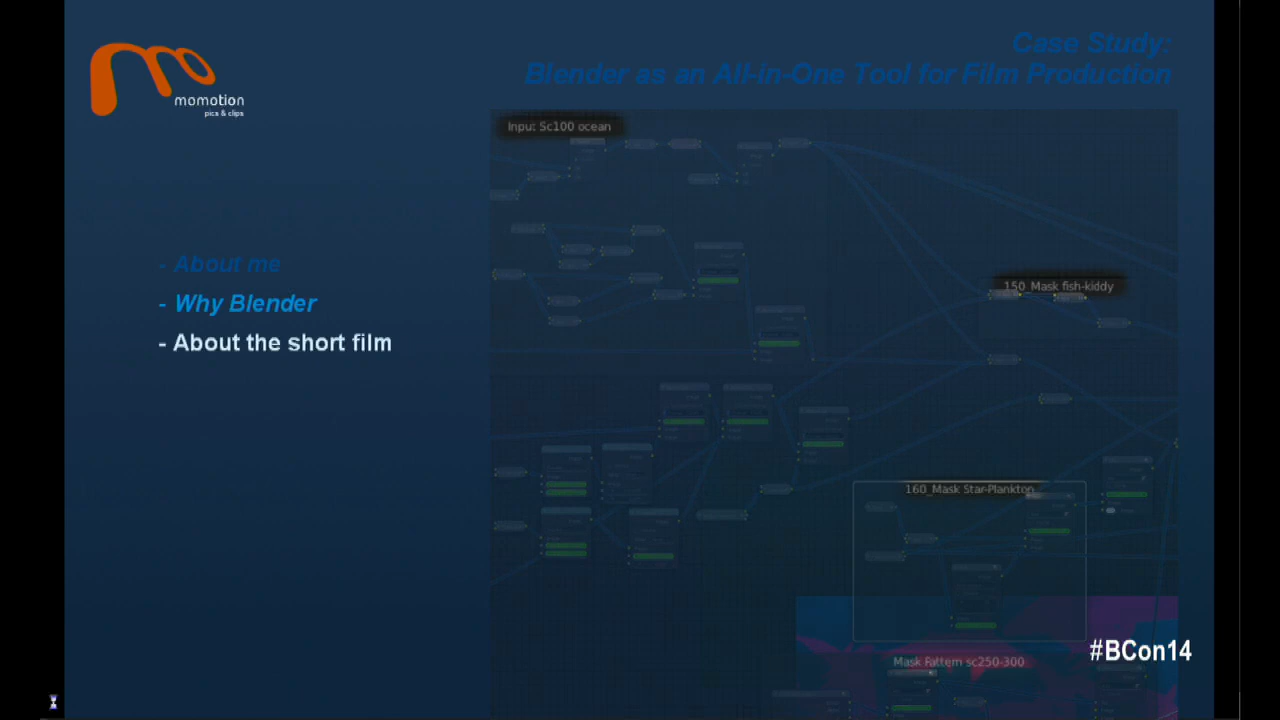 momotion
pics & clips
Case Study:
Blender as an All-in-One Tool for Film Production
Input: Sc100 ocean
150_Mask fish-kiddy
- About me
- Why Blender
- About the short film
160_Mask Star-Plankton
#BCon14
Mask Pattern sc250-300